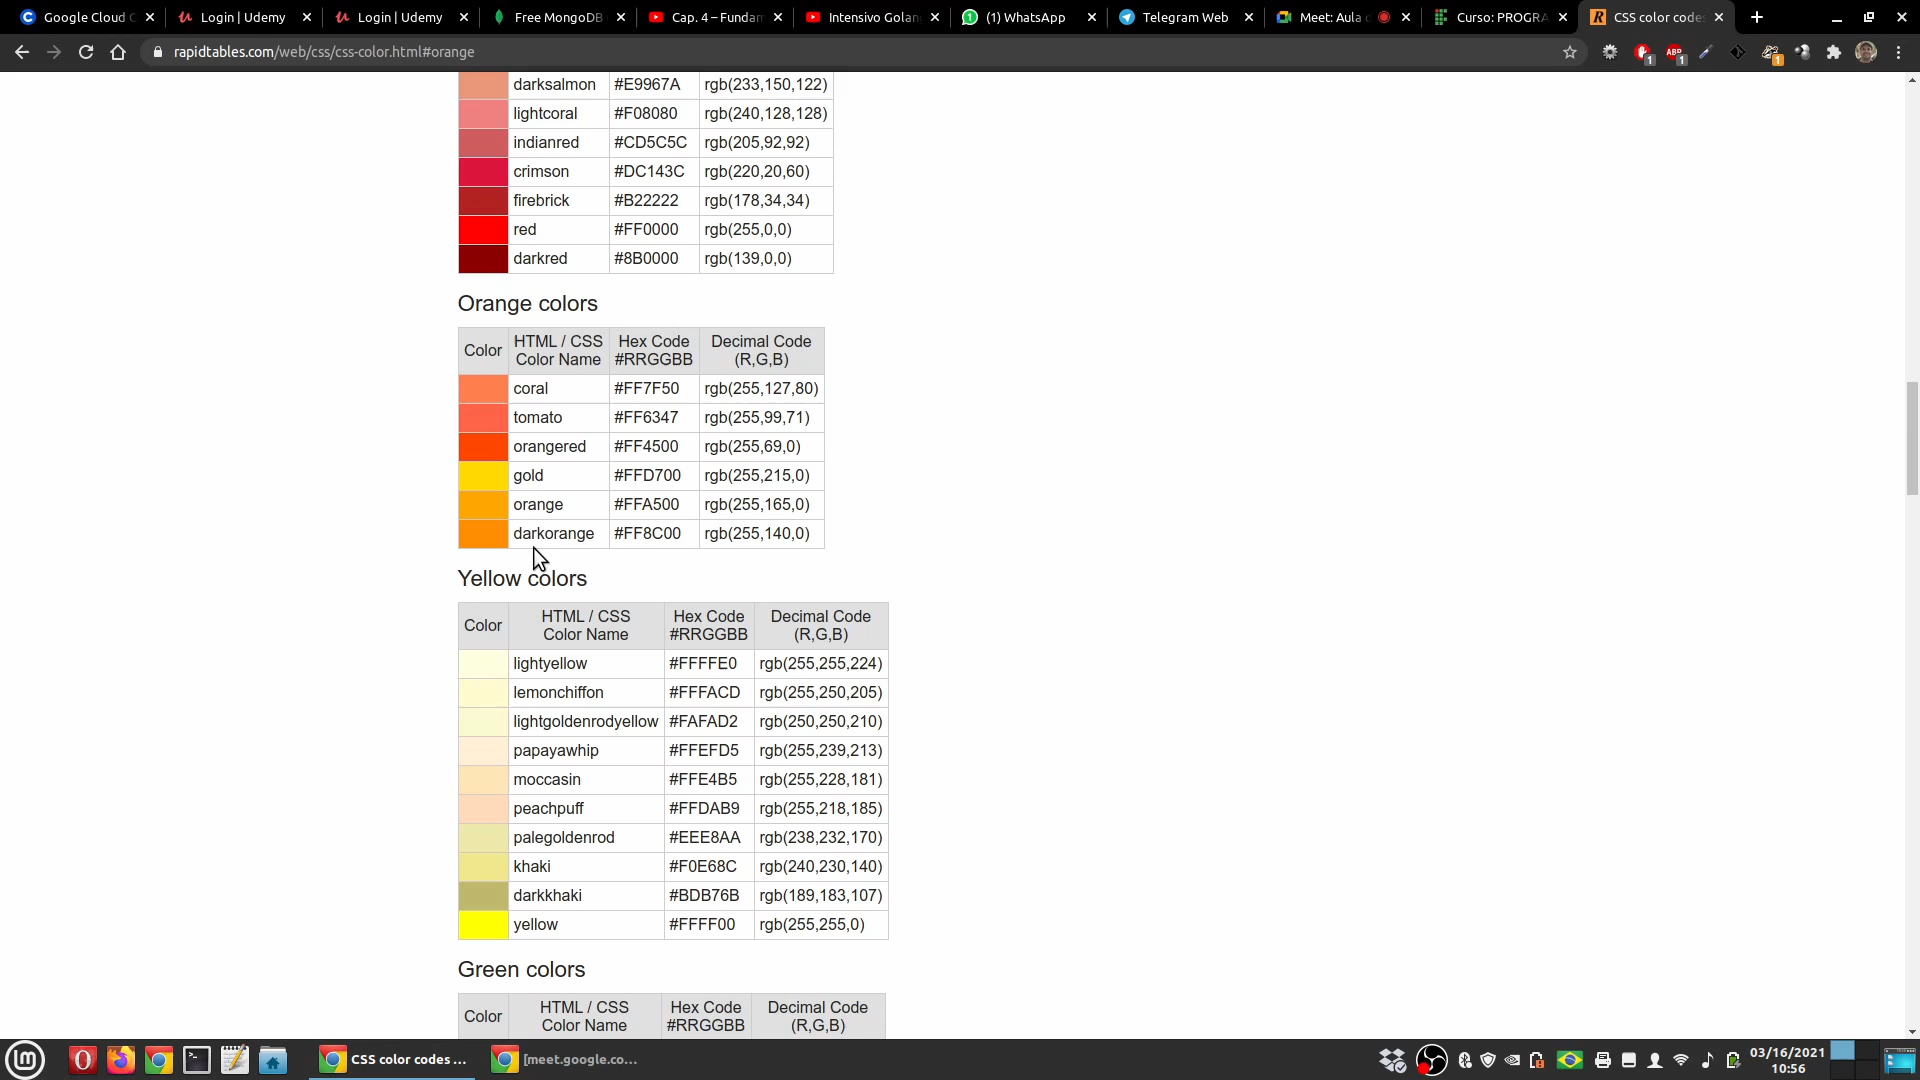 Google Cloud C
Login | Udemy
Login | Udemy
Free MongoDB
Cap. 4 – Fundam
Intensivo Golan
(1) WhatsApp
Telegram Web
Meet: Aula d
Curso: PROGRA
CSS color codes
rapidtables.com/web/css/css-color.html#orange
darksalmon #E9967A rgb(233,150,122)
lightcoral #F08080 rgb(240,128,128)
indianred #CD5C5C rgb(205,92,92)
crimson #DC143C rgb(220,20,60)
firebrick #B22222 rgb(178,34,34)
red #FF0000 rgb(255,0,0)
darkred #8B0000 rgb(139,0,0)
Orange colors
Color HTML / CSS Color Name Hex Code #RRGGBB Decimal Code (R,G,B)
coral #FF7F50 rgb(255,127,80)
tomato #FF6347 rgb(255,99,71)
orangered #FF4500 rgb(255,69,0)
gold #FFD700 rgb(255,215,0)
orange #FFA500 rgb(255,165,0)
darkorange #FF8C00 rgb(255,140,0)
Yellow colors
Color HTML / CSS Color Name Hex Code #RRGGBB Decimal Code (R,G,B)
lightyellow #FFFFE0 rgb(255,255,224)
lemonchiffon #FFFACD rgb(255,250,205)
lightgoldenrodyellow #FAFAD2 rgb(250,250,210)
papayawhip #FFEFD5 rgb(255,239,213)
moccasin #FFE4B5 rgb(255,228,181)
peachpuff #FFDAB9 rgb(255,218,185)
palegoldenrod #EEE8AA rgb(238,232,170)
khaki #F0E68C rgb(240,230,140)
darkkhaki #BDB76B rgb(189,183,107)
yellow #FFFF00 rgb(255,255,0)
Green colors
Color HTML / CSS Color Name Hex Code #RRGGBB Decimal Code (R,G,B)
CSS color codes ...
[meet.google.co...
03/16/2021
10:56